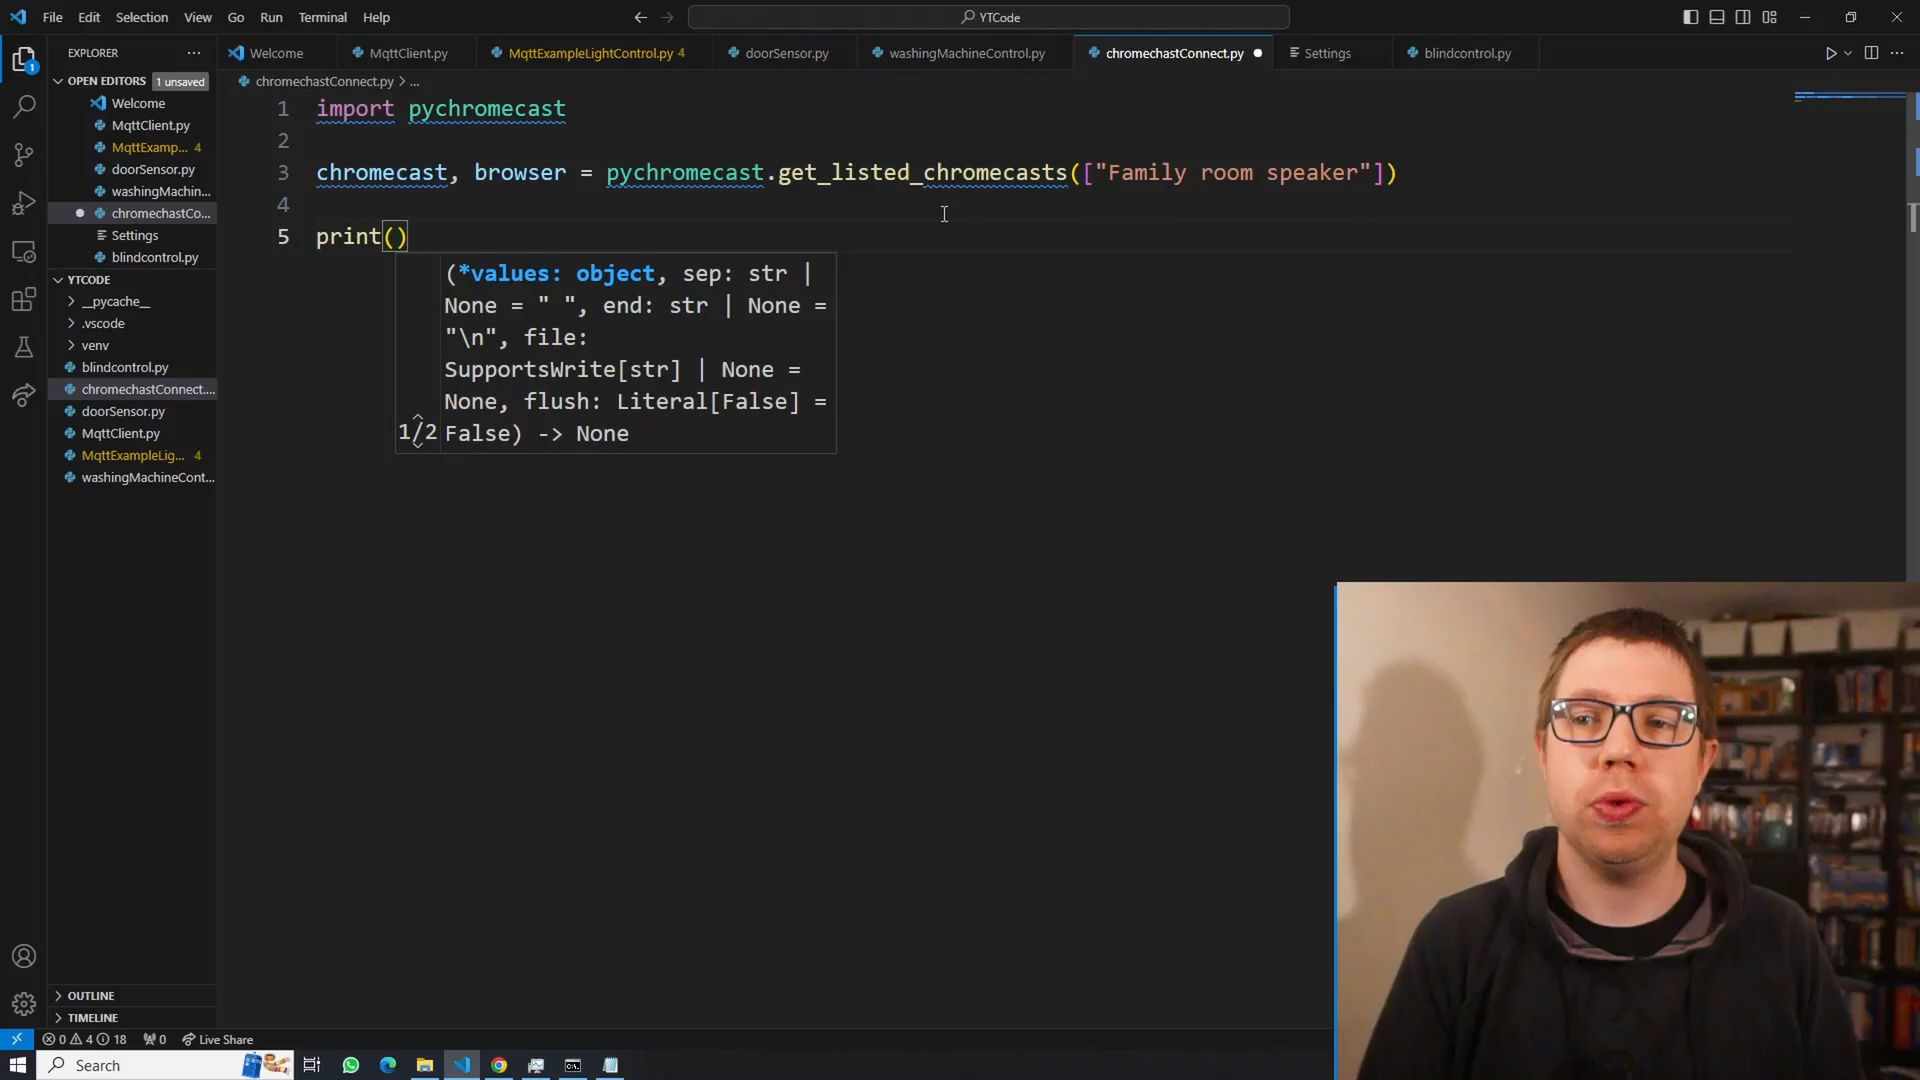 File Edit Selection View Go Run Terminal Help
YTCode
EXPLORER
Welcome
MqttClient.py
MqttExampleLightControl.py 4
doorSensor.py
washingMachineControl.py
chromechastConnect.py
Settings
blindcontrol.py
OPEN EDITORS 1 unsaved
Welcome
MqttClient.py
MqttExamp... 4
doorSensor.py
washingMachin...
chromechastCo...
Settings
blindcontrol.py
YTCODE
__pycache__
.vscode
venv
blindcontrol.py
chromechastConnect....
doorSensor.py
MqttClient.py
MqttExampleLig... 4
washingMachineCont...
OUTLINE
TIMELINE
chromechastConnect.py > ...
1 import pychromecast
2
3 chromecast, browser = pychromecast.get_listed_chromecasts(["Family room speaker"])
4
5 print()
(*values: object, sep: str |
None = " ", end: str | None =
"\n", file:
SupportsWrite[str] | None =
None, flush: Literal[False] =
1/2 False) -> None
0 4 18 0 Live Share
Search